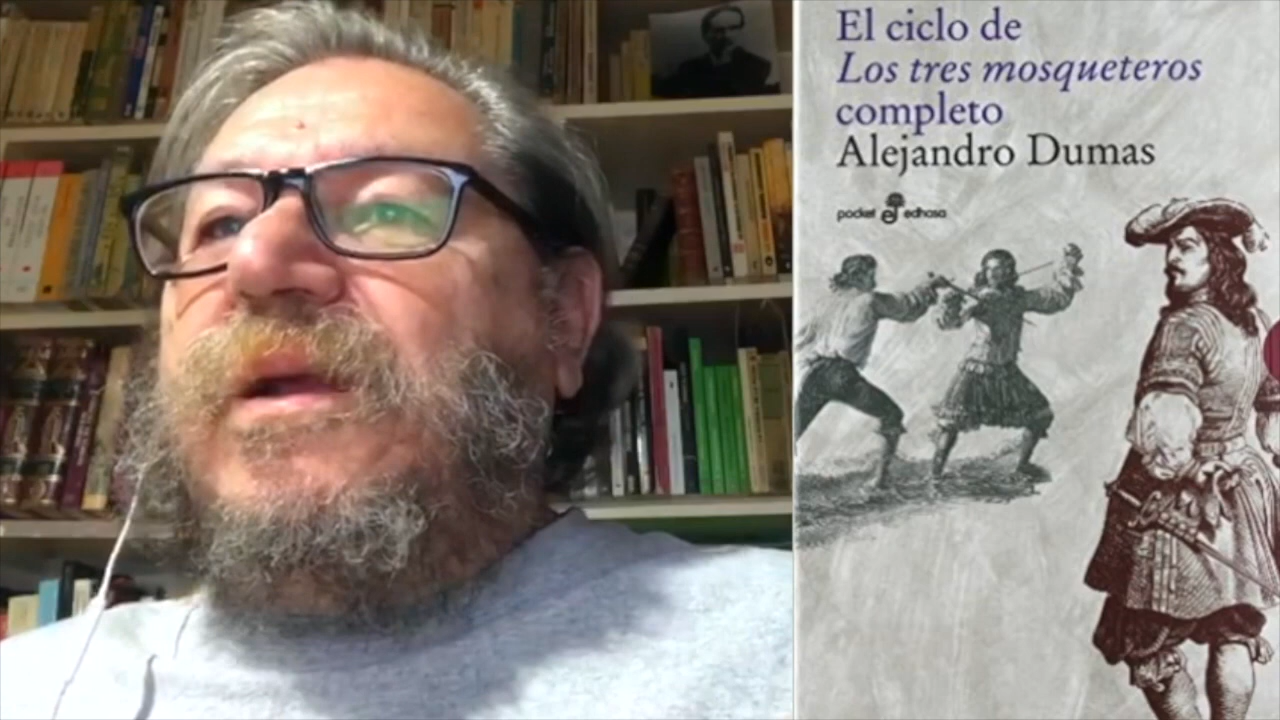 El ciclo de
Los tres mosqueteros
completo
Alejandro Dumas
pocket edhasa